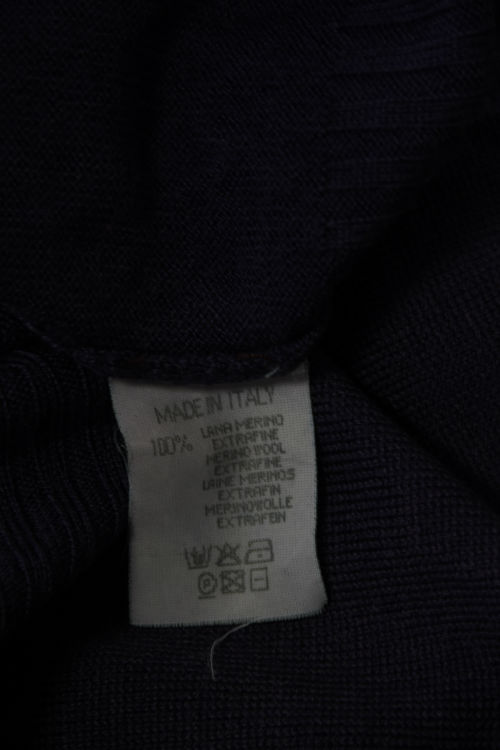 MADE IN ITALY
100% LANA MERINO
EXTRAFINE
MERINO WOOL
EXTRAFINE
LAINE MERINOS
EXTRAFIN
MERINOWOLLE
EXTRAFEIN
P